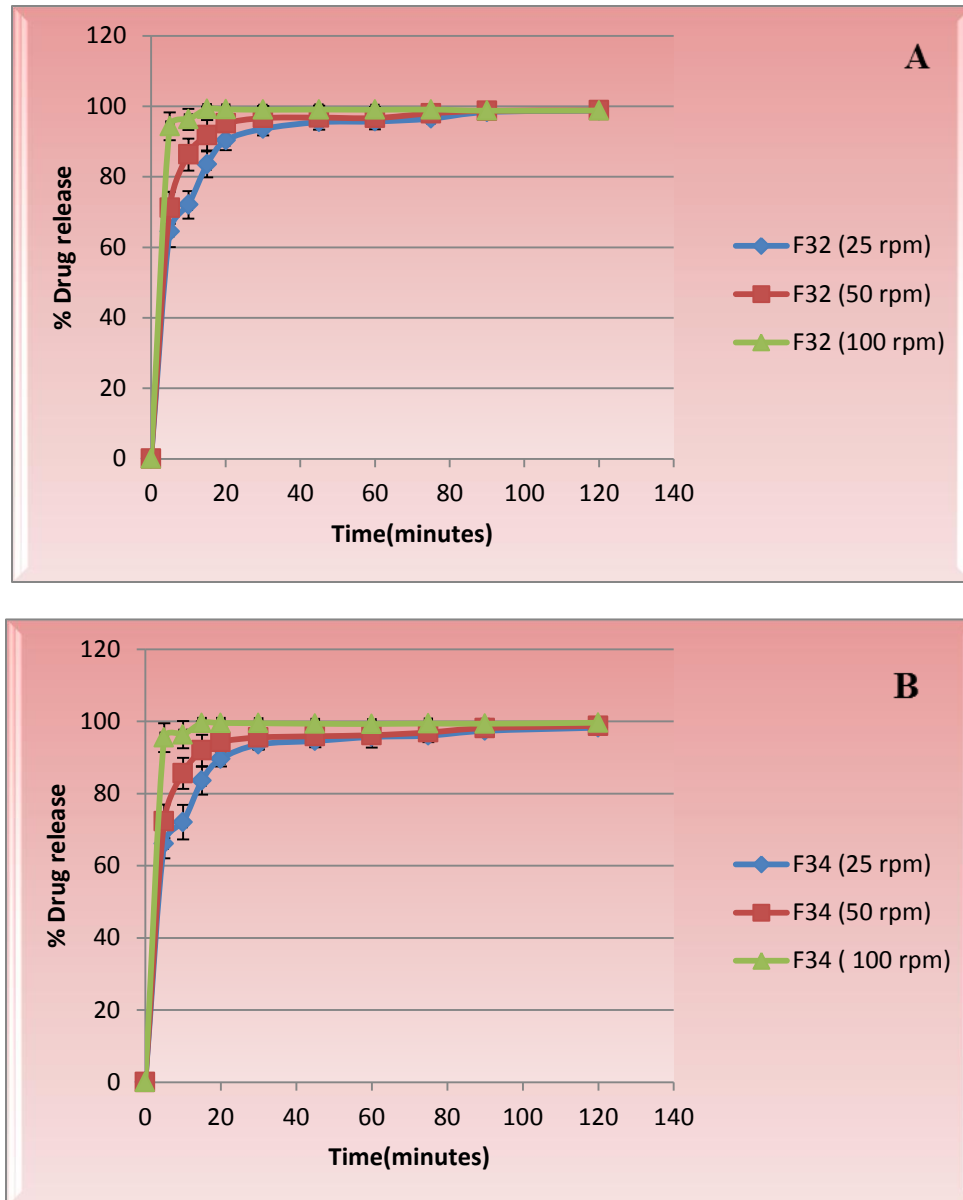 A
120
100
80
60
40
20
0
% Drug release
0 20 40 60 80 100 120 140
Time(minutes)
F32 (25 rpm)
F32 (50 rpm)
F32 (100 rpm)
B
120
100
80
60
40
20
0
% Drug release
0 20 40 60 80 100 120 140
Time(minutes)
F34 (25 rpm)
F34 (50 rpm)
F34 ( 100 rpm)